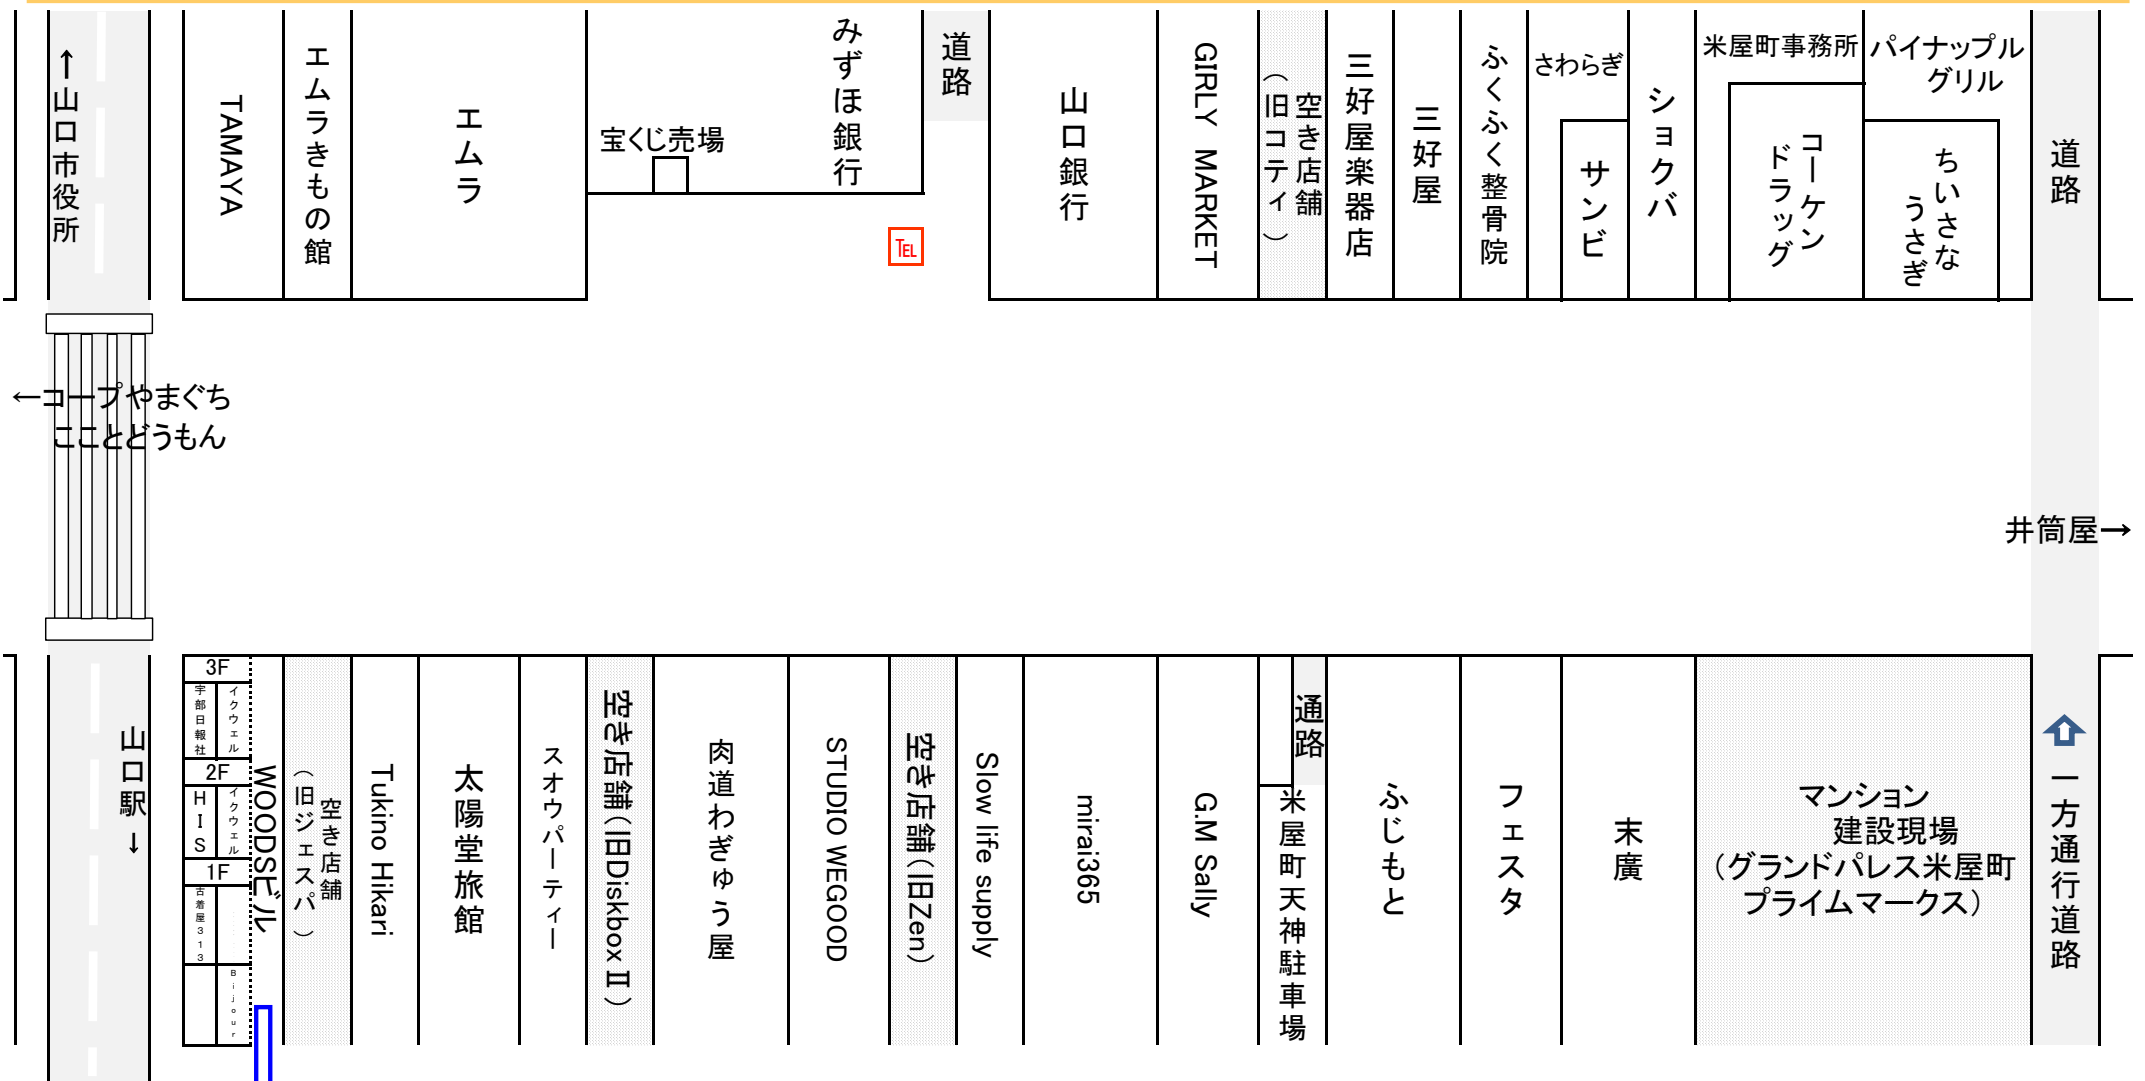 ↑山口市役所
TAMAYA
エムラきもの館
エムラ
宝くじ売場
みずほ銀行
℡
道路
山口銀行
GIRLY MARKET
空き店舗
（旧コティ）
三好屋楽器店
三好屋
ふくふく整骨院
さわらぎ
サンビ
ショクバ
米屋町事務所
コーケン
ドラッグ
パイナップル
グリル
ちいさな
うさぎ
道路
←コープやまぐち
こことどうもん
井筒屋→
山口駅↓
3F
宇部日報社
イクウェル
2F
HIS
イクウェル
1F
古着屋313
Bijour
WOODSビル
空き店舗
（旧ジェスパ）
Tukino Hikari
太陽堂旅館
スオウパーティー
空き店舗（旧DiskboxⅡ）
肉道わぎゅう屋
STUDIO WEGOOD
空き店舗（旧Zen）
Slow life supply
mirai365
G.M Sally
通路
米屋町天神駐車場
ふじもと
フェスタ
末廣
マンション
建設現場
（グランドパレス米屋町
プライムマークス）
一方通行道路